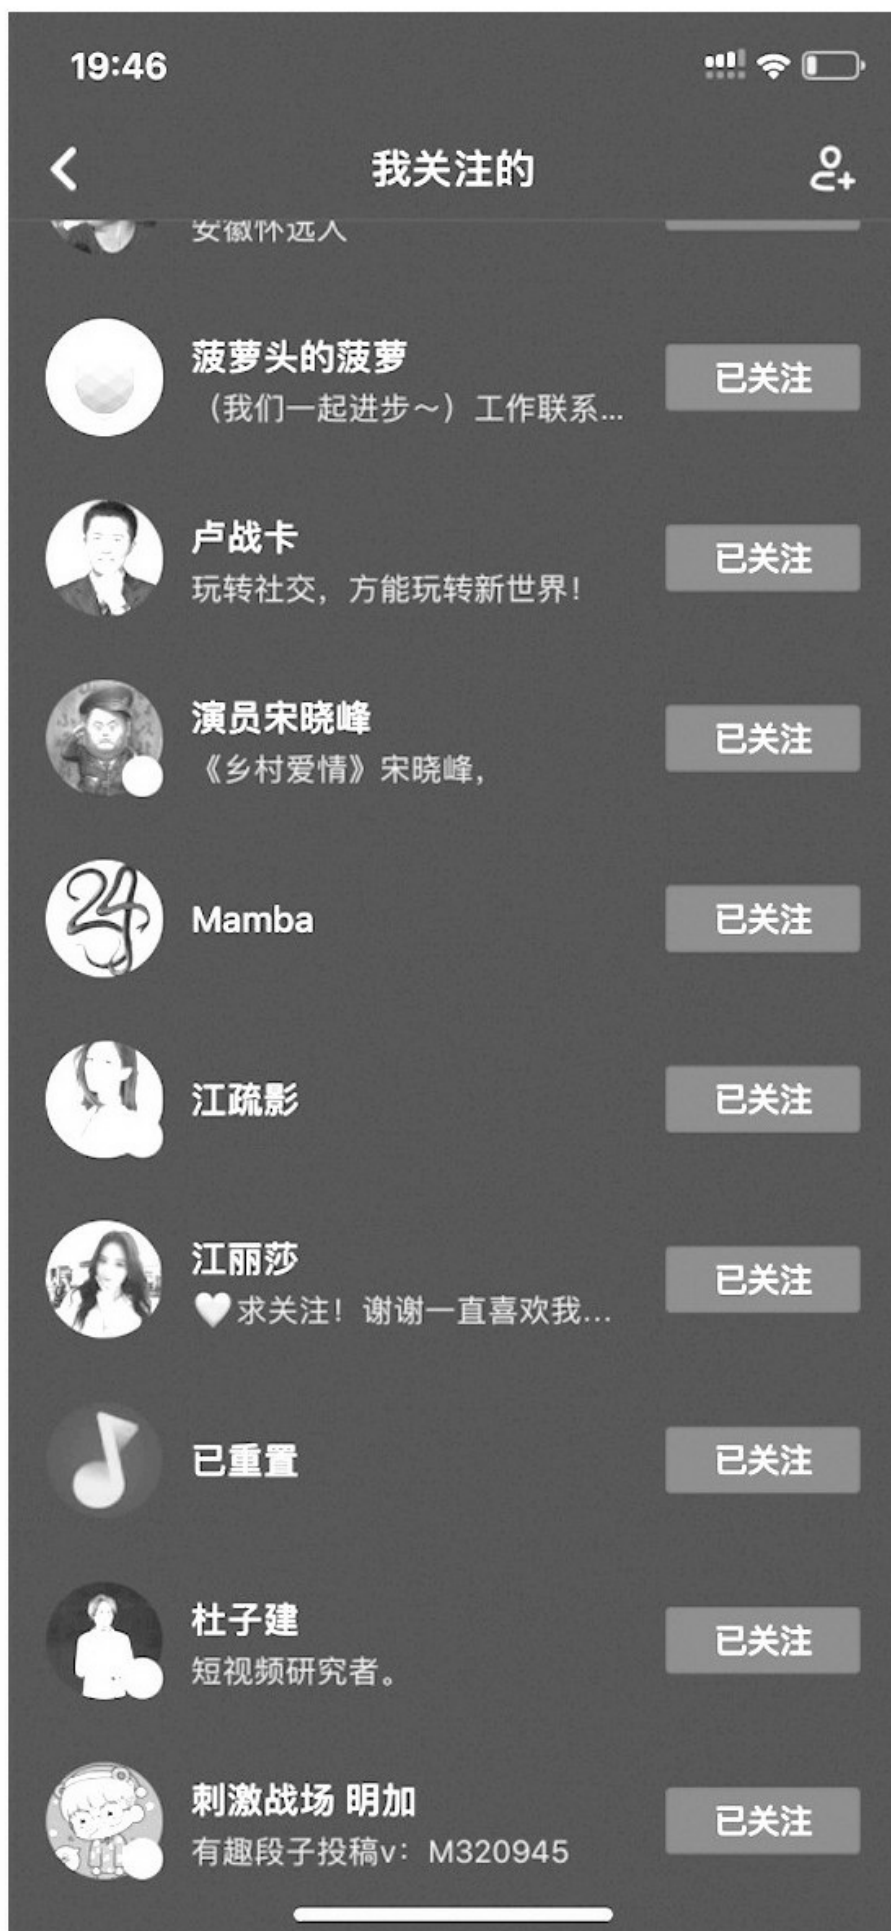 19:46
我关注的
安徽怀远人
菠萝头的菠萝
（我们一起进步～）工作联系...
已关注
卢战卡
玩转社交，方能玩转新世界！
已关注
演员宋晓峰
《乡村爱情》宋晓峰，
已关注
24
Mamba
已关注
江疏影
已关注
江丽莎
🤍求关注！谢谢一直喜欢我...
已关注
已重置
已关注
杜子建
短视频研究者。
已关注
刺激战场 明加
有趣段子投稿v：M320945
已关注